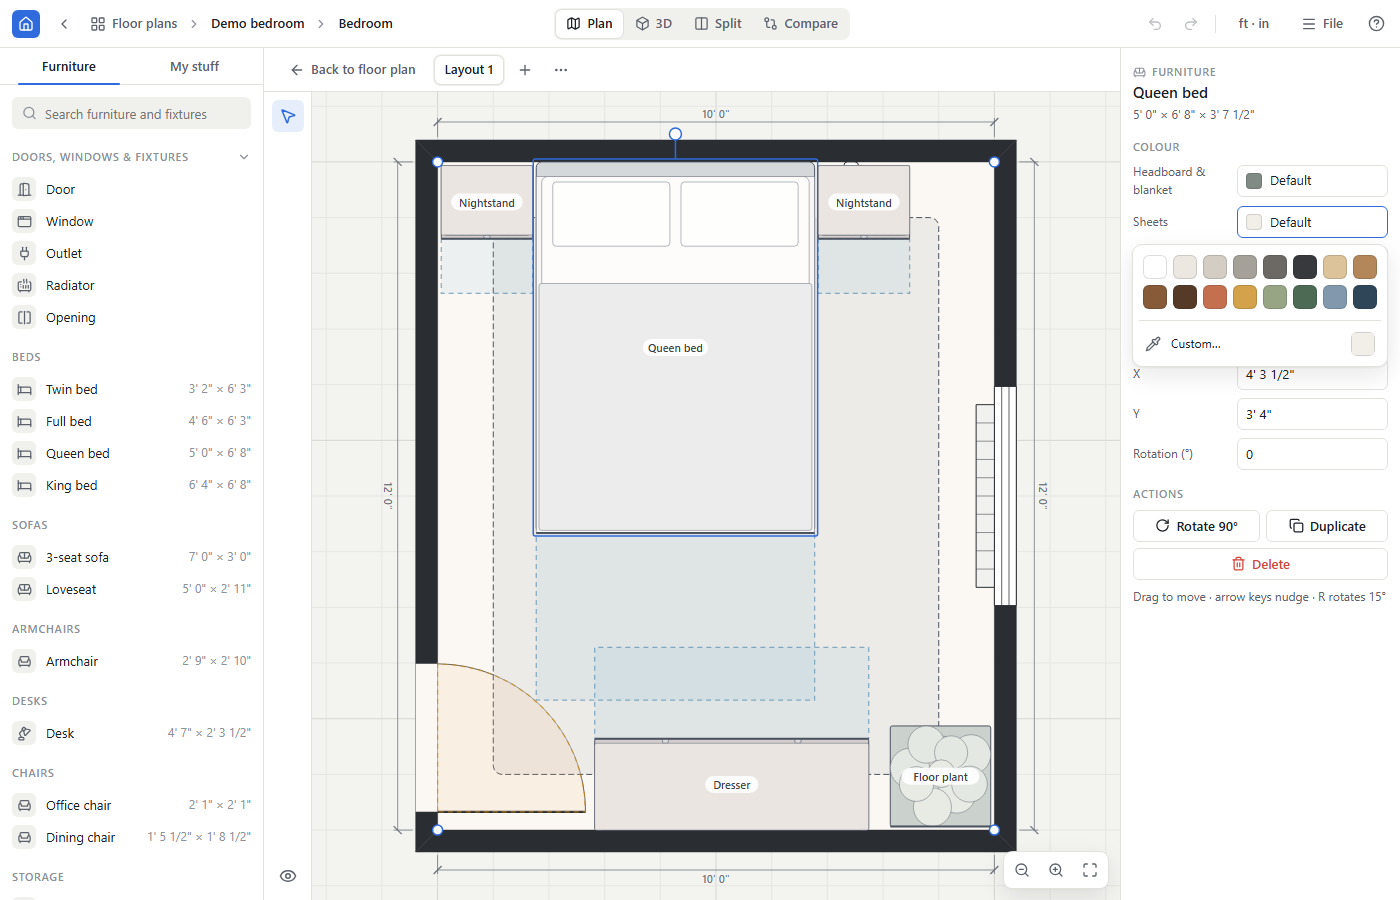 Floor plans
Demo bedroom
Bedroom
Plan
3D
Split
Compare
ft · in
File
Furniture
My stuff
Search furniture and fixtures
DOORS, WINDOWS & FIXTURES
Door
Window
Outlet
Radiator
Opening
BEDS
Twin bed 3' 2" × 6' 3"
Full bed 4' 6" × 6' 3"
Queen bed 5' 0" × 6' 8"
King bed 6' 4" × 6' 8"
SOFAS
3-seat sofa 7' 0" × 3' 0"
Loveseat 5' 0" × 2' 11"
ARMCHAIRS
Armchair 2' 9" × 2' 10"
DESKS
Desk 4' 7" × 2' 3 1/2"
CHAIRS
Office chair 2' 1" × 2' 1"
Dining chair 1' 5 1/2" × 1' 8 1/2"
STORAGE
Back to floor plan
Layout 1
10' 0"
Nightstand
Nightstand
Queen bed
12' 0"
12' 0"
Dresser
Floor plant
10' 0"
FURNITURE
Queen bed
5' 0" × 6' 8" × 3' 7 1/2"
COLOUR
Headboard &
blanket
Default
Sheets
Default
Custom...
X
4' 3 1/2"
Y
3' 4"
Rotation (°)
0
ACTIONS
Rotate 90°
Duplicate
Delete
Drag to move · arrow keys nudge · R rotates 15°